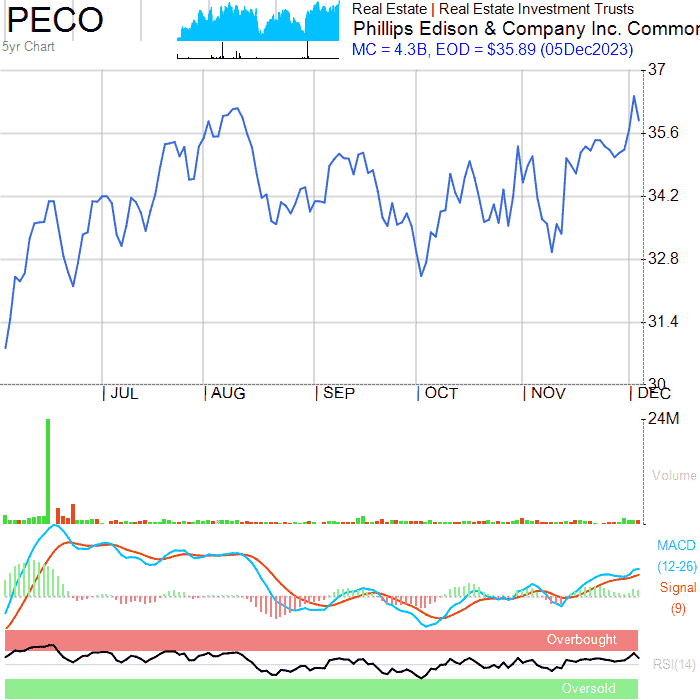 PECO
5yr Chart
Real Estate | Real Estate Investment Trusts
Phillips Edison & Company Inc. Common
MC = 4.3B, EOD = $35.89 (05Dec2023)
37
35.6
34.2
32.8
31.4
30
JUL AUG SEP OCT NOV DEC
24M
Volume
MACD
(12-26)
Signal
(9)
Overbought
RSI(14)
Oversold